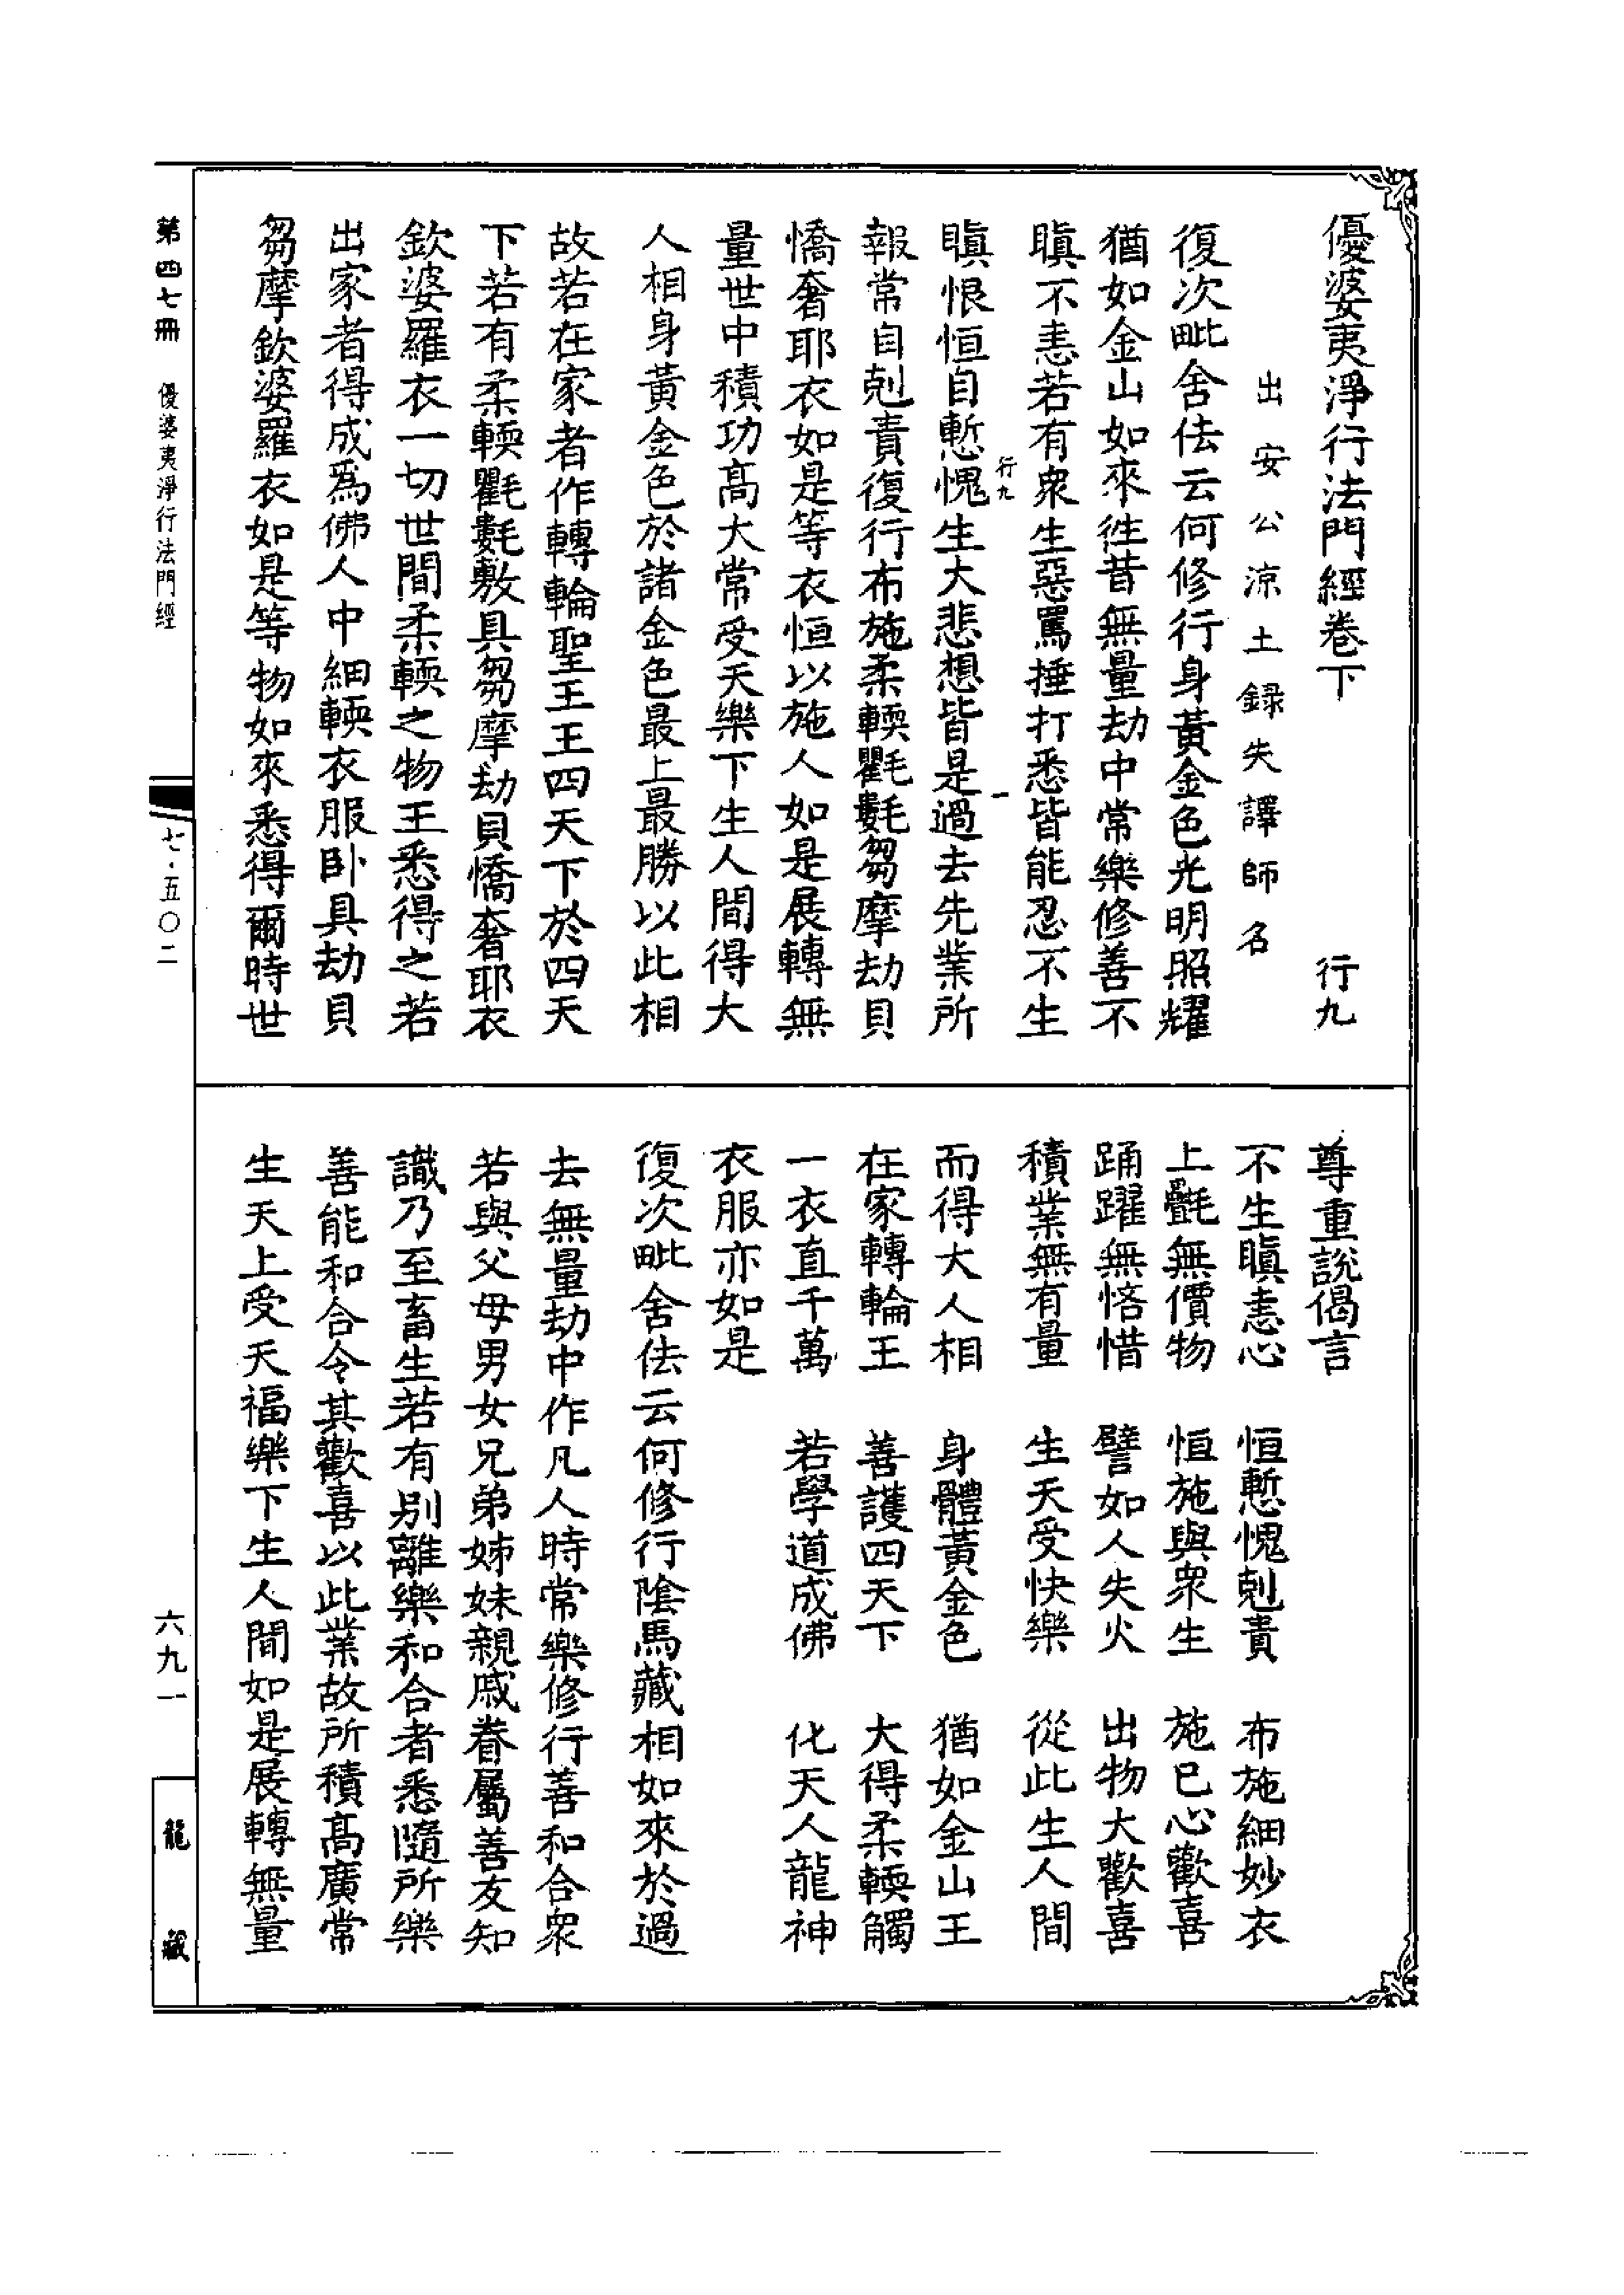 優婆夷淨行法門經卷下　行九
出安公涼土録失譯師名
復次毗舍佉云何修行身黃金色光明照耀
猶如金山如來徃昔無量劫中常樂修善不
瞋不恚若有衆生惡罵捶打悉皆能忍不生
行九　一
瞋恨恒自慙愧生大悲想皆是過去先業所
報常自剋責復行布施柔輭氍㲣芻摩劫貝
憍奢耶衣如是等衣恒以施人如是展轉無
量世中積功髙大常受天樂下生人間得大
人相身黃金色於諸金色最上最勝以此相
故若在家者作轉輪聖王王四天下於四天
下若有柔輭氍㲣敷具芻摩劫貝憍奢耶衣
欽婆羅衣一切世間柔輭之物王悉得之若
出家者得成爲佛人中細輭衣服卧具劫貝
芻摩欽婆羅衣如是等物如來悉得爾時世
尊重說偈言
不生瞋恚心　恒慙愧剋責　布施細妙衣
上氎無價物　恒施與衆生　施已心歡喜
踊躍無悋惜　譬如人失火　出物大歡喜
積業無有量　生天受快樂　從此生人間
而得大人相　身體黃金色　猶如金山王
在家轉輪王　善護四天下　大得柔輭觸
一衣直千萬　若學道成佛　化天人龍神
衣服亦如是
復次毗舍佉云何修行陰馬藏相如來於過
去無量劫中作凡人時常樂修行善和合衆
若與父母男女兄弟姊妹親戚眷屬善友知
識乃至畜生若有別離樂和合者悉隨所樂
善能和合令其歡喜以此業故所積髙廣常
生天上受天福樂下生人間如是展轉無量
第四七冊　優婆夷淨行法門經
七·五〇二
六九一
龍藏